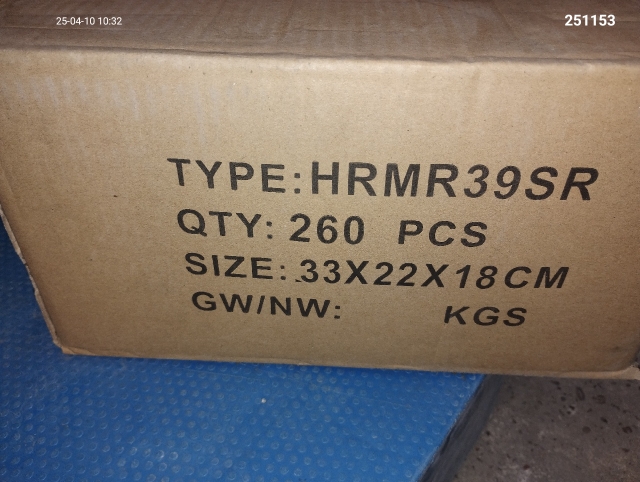 25-04-10 10:32
251153
TYPE:HRMR39SR
QTY: 260 PCS
SIZE: 33X22X18CM
GW/NW: KGS